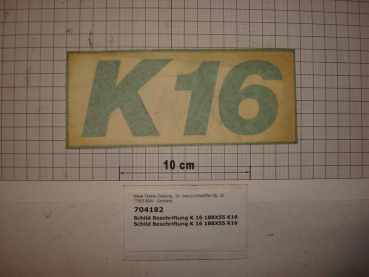 K16
10 cm
704182
Schild Beschriftung K 16 188X55 K16
Schild Beschriftung K 16 188X55 K16